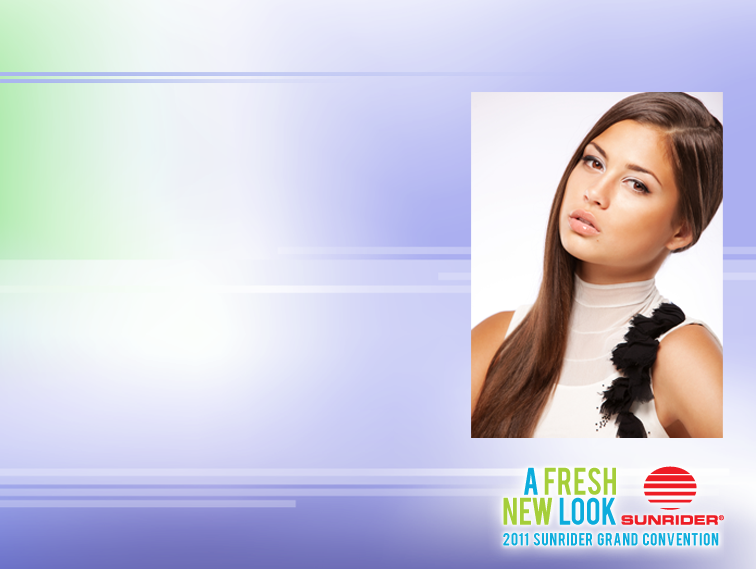 A FRESH
NEW LOOK
SUNRIDER®
2011 SUNRIDER GRAND CONVENTION